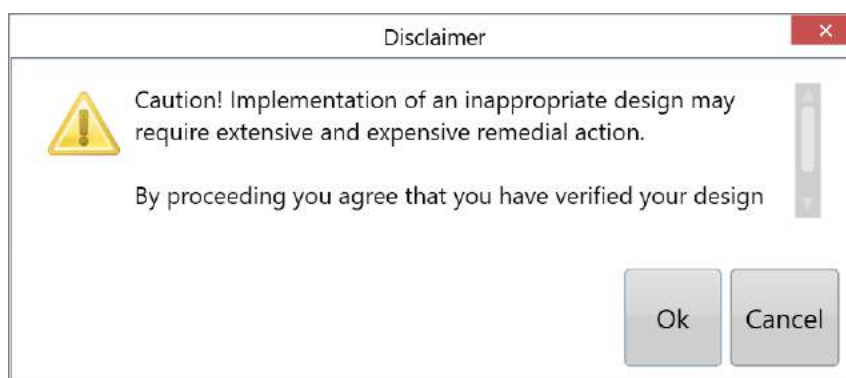 Disclaimer
Caution! Implementation of an inappropriate design may
require extensive and expensive remedial action.
By proceeding you agree that you have verified your design
Ok
Cancel